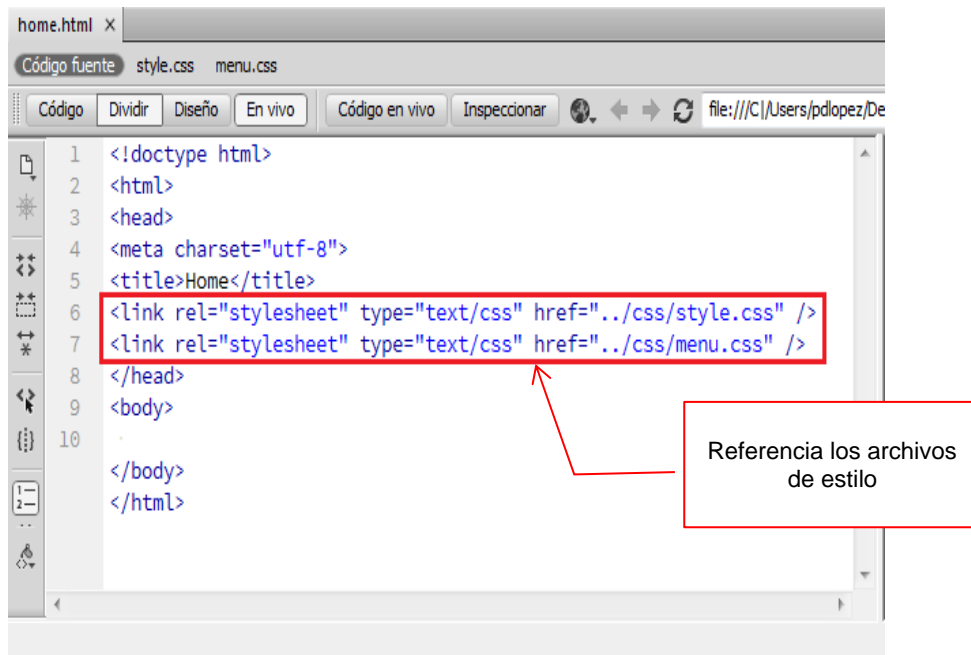 home.html ×
Código fuente style.css menu.css
Código Dividir Diseño En vivo Código en vivo Inspeccionar file:///C|/Users/pdlopez/De
1 <!doctype html>
2 <html>
3 <head>
4 <meta charset="utf-8">
5 <title>Home</title>
6 <link rel="stylesheet" type="text/css" href="../css/style.css" />
7 <link rel="stylesheet" type="text/css" href="../css/menu.css" />
8 </head>
9 <body>
10
</body>
</html>
Referencia los archivos
de estilo